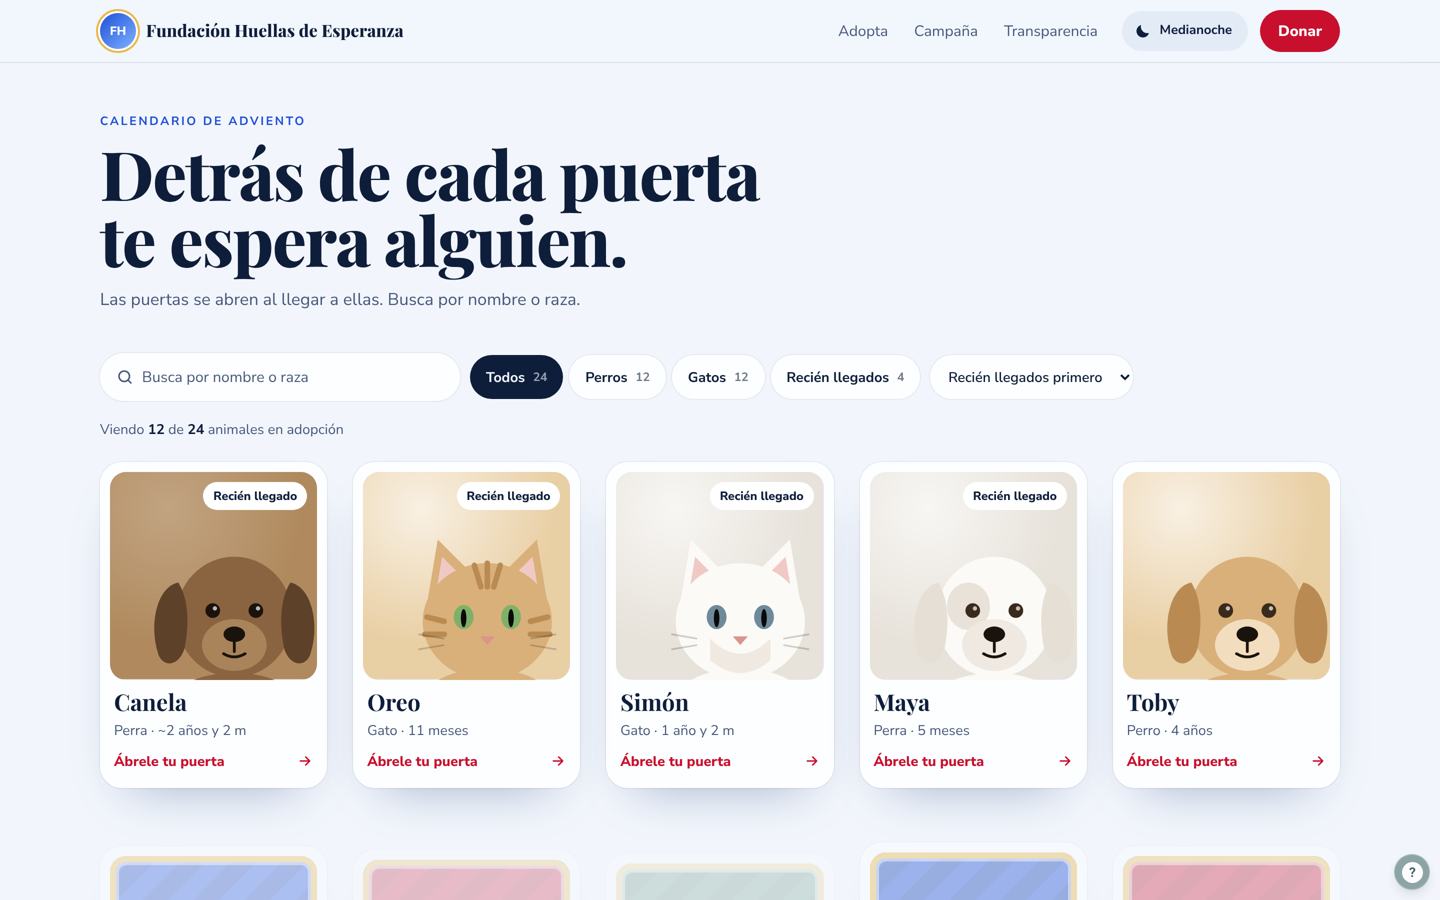 FH
Fundación Huellas de Esperanza
Adopta
Campaña
Transparencia
Medianoche
Donar
CALENDARIO DE ADVIENTO
Detrás de cada puerta
te espera alguien.
Las puertas se abren al llegar a ellas. Busca por nombre o raza.
Busca por nombre o raza
Todos 24
Perros 12
Gatos 12
Recién llegados 4
Recién llegados primero
Viendo 12 de 24 animales en adopción
Recién llegado
Canela
Perra · ~2 años y 2 m
Ábrele tu puerta →
Recién llegado
Oreo
Gato · 11 meses
Ábrele tu puerta →
Recién llegado
Simón
Gato · 1 año y 2 m
Ábrele tu puerta →
Recién llegado
Maya
Perra · 5 meses
Ábrele tu puerta →
Toby
Perro · 4 años
Ábrele tu puerta →
?